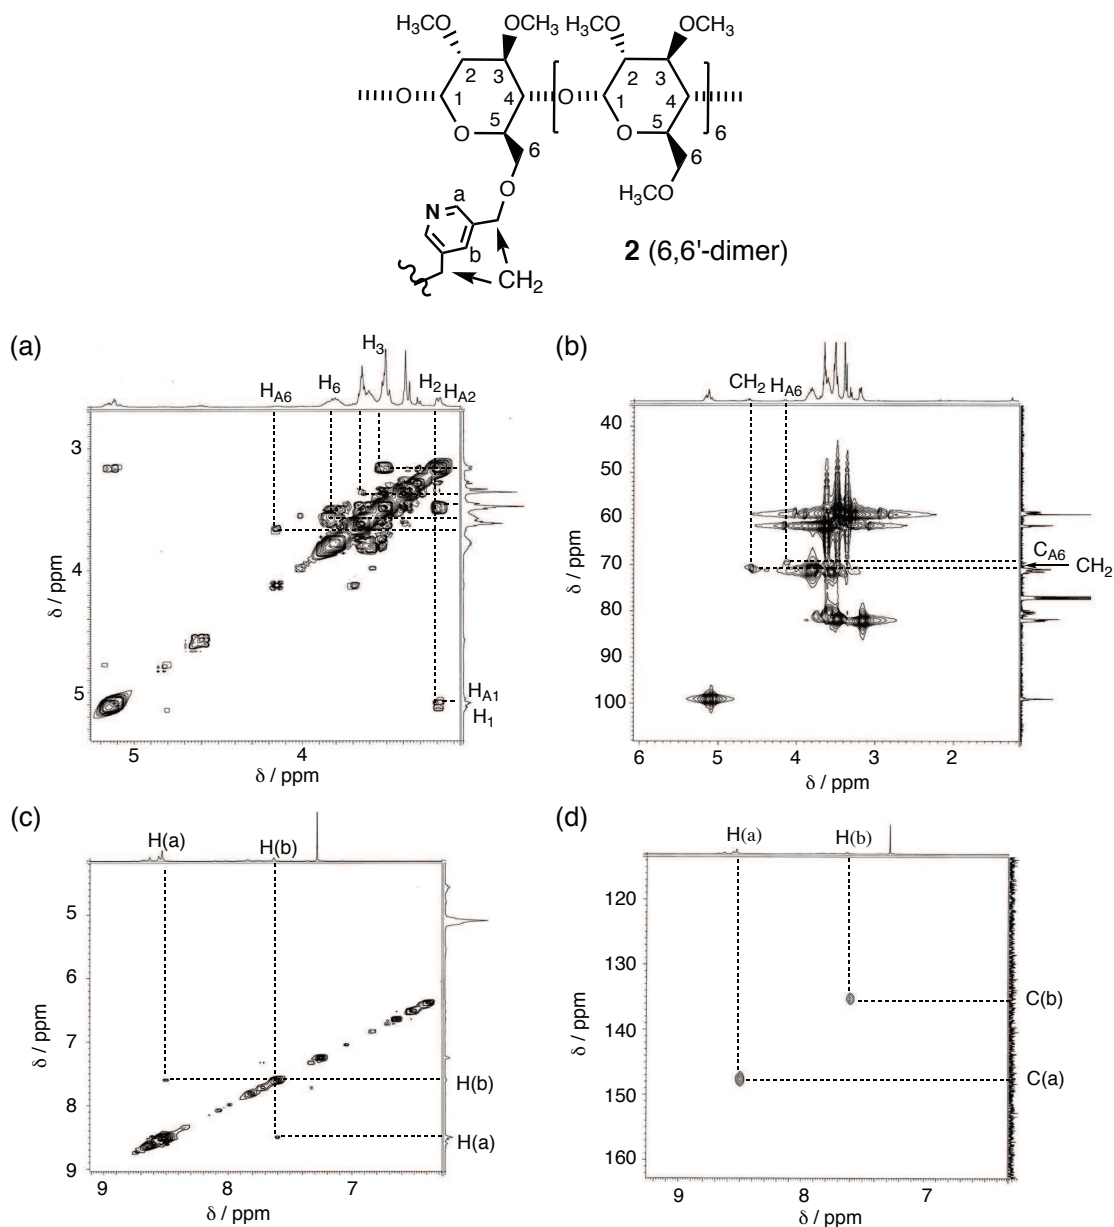 H₃CO OCH₃ H₃CO OCH₃
2 3 2 3
O 1 4 O 1 4
O 5 O 5 6
6 6
O H₃CO
N a
b
CH₂
2 (6,6'-dimer)
(a)
H₃
HA6 H₆ H₂ HA2
3
4
5
HA1
H₁
δ / ppm
5 4
δ / ppm
(b)
CH₂ HA6
40
50
60
70
80
90
100
CA6
CH₂
δ / ppm
6 5 4 3 2
δ / ppm
(c)
H(a) H(b)
5
6
7
8
9
H(b)
H(a)
δ / ppm
9 8 7
δ / ppm
(d)
H(a) H(b)
120
130
140
150
160
C(b)
C(a)
δ / ppm
9 8 7
δ / ppm